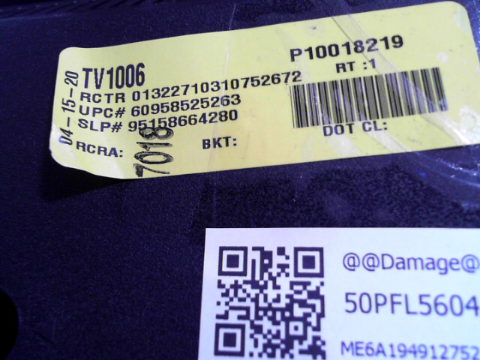 04-15-20
TV1006
P10018219
RCTR 01322710310752672
RT :1
UPC# 60958525263
SLP# 95158664280
DOT CL:
RCRA:
7018
BKT:
@@Damage@
50PFL5604
ME6A194912752